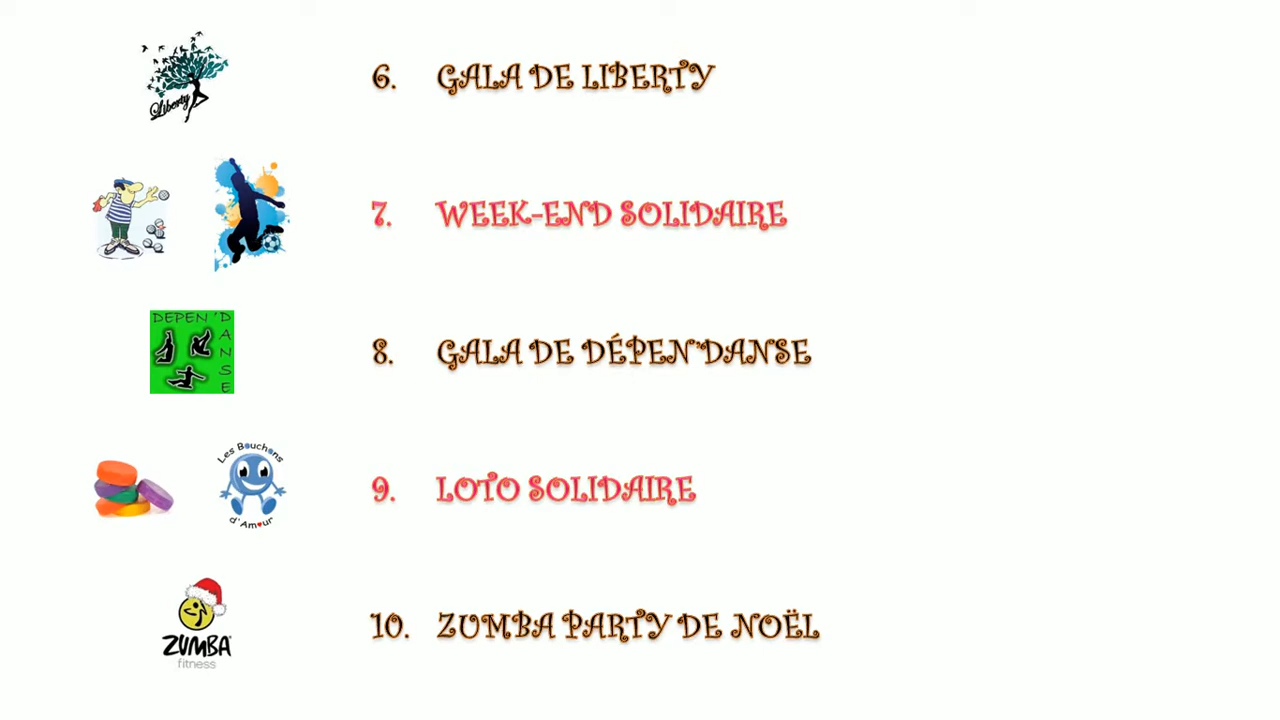 Liberty
6. GALA DE LIBERTY
7. WEEK-END SOLIDAIRE
DEPEN'DANSE
8. GALA DE DÉPEN'DANSE
Les Bouchons
d'Amour
9. LOTO SOLIDAIRE
ZUMBA
fitness
10. ZUMBA PARTY DE NOËL